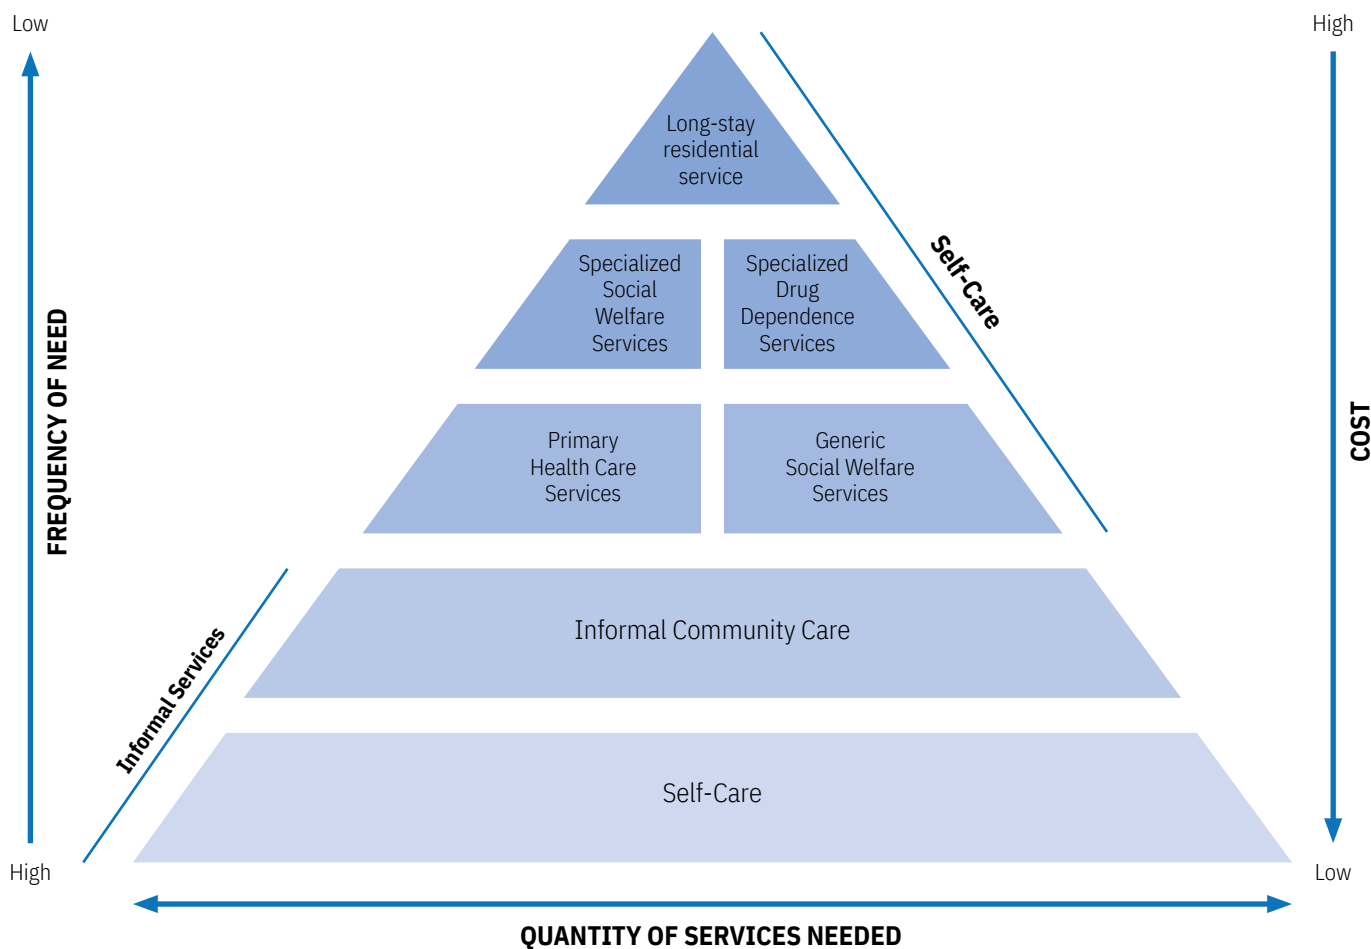 Low
High
Long-stay
residential
service
Specialized
Social
Welfare
Services
Specialized
Drug
Dependence
Services
Self-Care
FREQUENCY OF NEED
COST
Primary
Health Care
Services
Generic
Social Welfare
Services
Informal Services
Informal Community Care
Self-Care
High
Low
QUANTITY OF SERVICES NEEDED